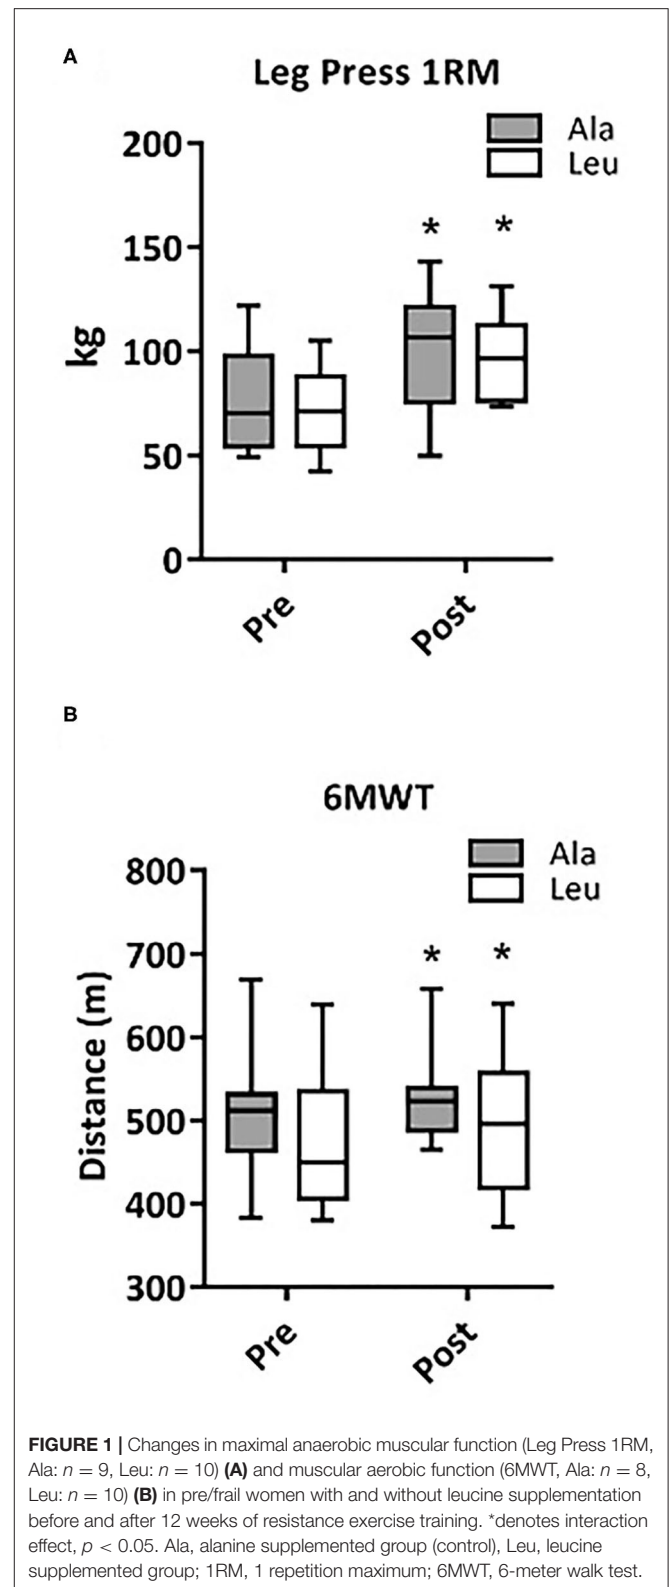 A
Leg Press 1RM
Ala
Leu
200
150
100
50
0
kg
* *
Pre Post
B
6MWT
Ala
Leu
800
700
600
500
400
300
Distance (m)
* *
Pre Post
FIGURE 1 | Changes in maximal anaerobic muscular function (Leg Press 1RM,
Ala: n = 9, Leu: n = 10) (A) and muscular aerobic function (6MWT, Ala: n = 8,
Leu: n = 10) (B) in pre/frail women with and without leucine supplementation
before and after 12 weeks of resistance exercise training. *denotes interaction
effect, p < 0.05. Ala, alanine supplemented group (control), Leu, leucine
supplemented group; 1RM, 1 repetition maximum; 6MWT, 6-meter walk test.